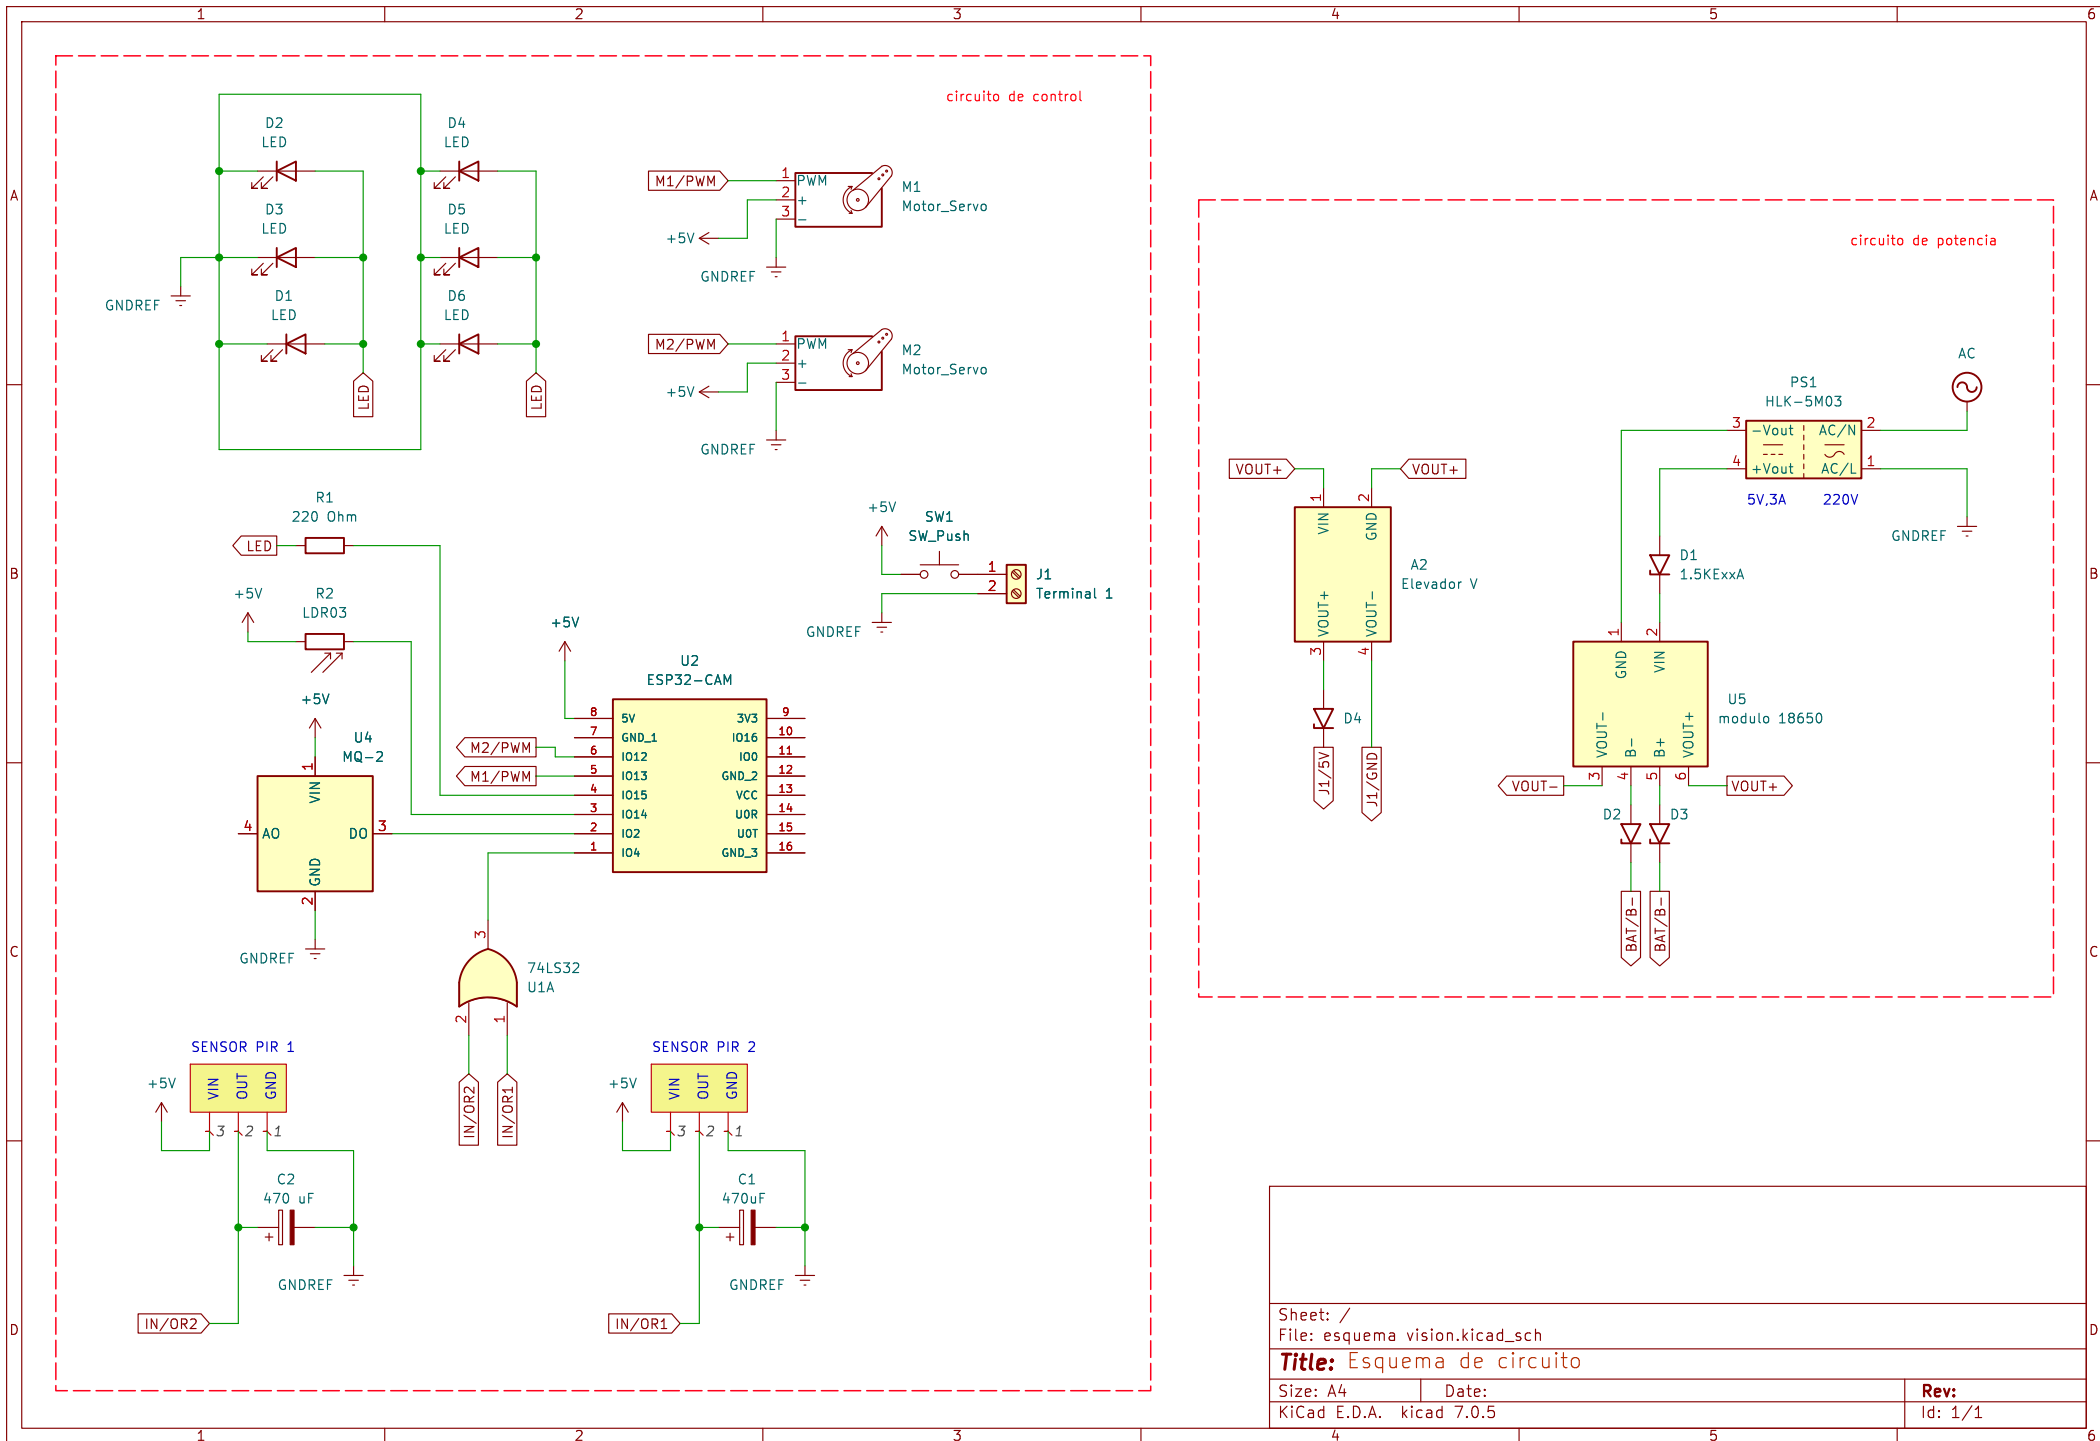 1 2 3 4 5 6
A
B
C
D
A
B
C
D
1 2 3 4 5 6
circuito de control
D2
LED
D4
LED
D3
LED
D5
LED
D1
LED
D6
LED
GNDREF
LED
LED
M1/PWM
1
2
3
PWM
+
-
M1
Motor_Servo
+5V
GNDREF
M2/PWM
1
2
3
PWM
+
-
M2
Motor_Servo
+5V
GNDREF
R1
220 Ohm
LED
+5V
R2
LDR03
+5V
SW1
SW_Push
1
2
J1
Terminal 1
GNDREF
+5V
U4
MQ-2
1
VIN
4
AO
DO
3
GND
2
GNDREF
+5V
U2
ESP32-CAM
M2/PWM
M1/PWM
8 5V 3V3 9
7 GND_1 IO16 10
6 IO12 IO0 11
5 IO13 GND_2 12
4 IO15 VCC 13
3 IO14 U0R 14
2 IO2 U0T 15
1 IO4 GND_3 16
3
74LS32
U1A
2 1
IN/OR2
IN/OR1
SENSOR PIR 1
+5V
VIN OUT GND
3 2 1
C2
470 uF
+
GNDREF
IN/OR2
SENSOR PIR 2
+5V
VIN OUT GND
3 2 1
C1
470uF
+
GNDREF
IN/OR1
circuito de potencia
AC
PS1
HLK-5M03
3 -Vout AC/N 2
4 +Vout AC/L 1
5V,3A 220V
GNDREF
D1
1.5KExxA
VOUT+
VOUT+
1 2
VIN GND
A2
Elevador V
VOUT+ VOUT-
3 4
D4
J1/5V
J1/GND
1 2
GND VIN
U5
modulo 18650
VOUT- B- B+ VOUT+
3 4 5 6
VOUT-
VOUT+
D2
D3
BAT/B-
BAT/B-
Sheet: /
File: esquema vision.kicad_sch
Title: Esquema de circuito
Size: A4 Date: Rev:
KiCad E.D.A. kicad 7.0.5 Id: 1/1